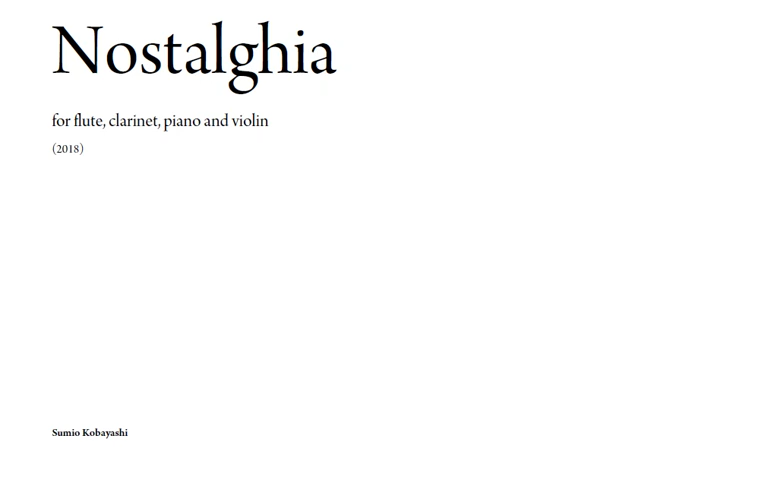 Nostalghia
for flute, clarinet, piano and violin
(2018)
Sumio Kobayashi